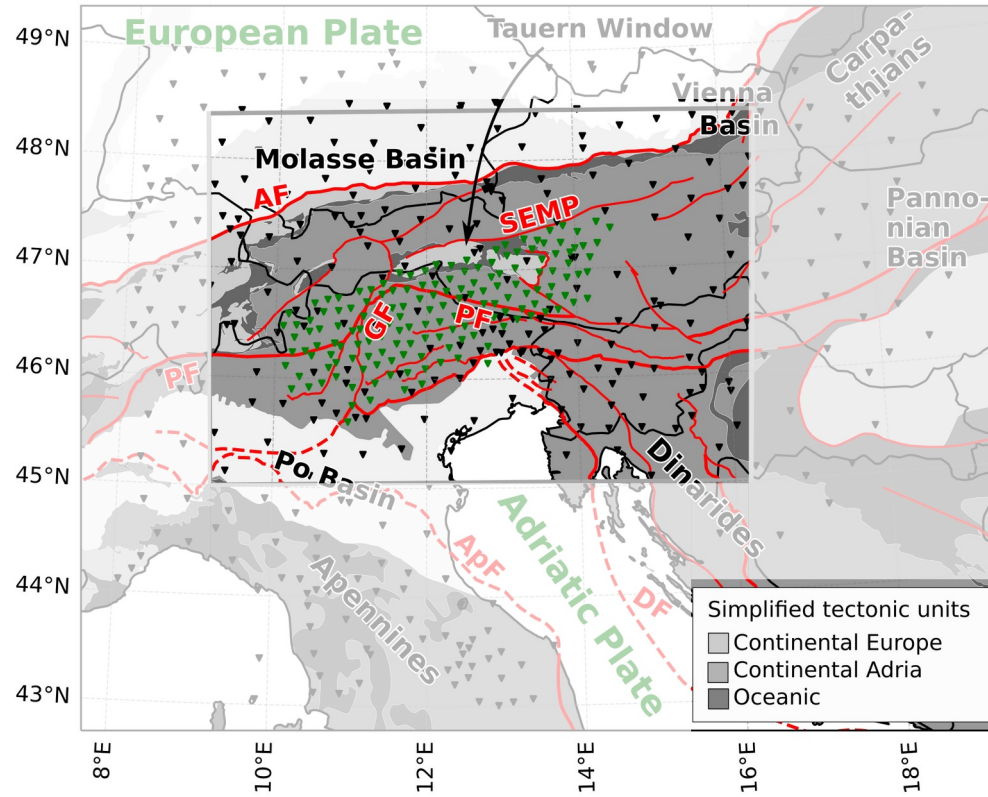 European Plate
Tauern Window
Carpa-
thians
49°N
Vienna
Basin
48°N
Molasse Basin
AF
SEMP
Panno-
nian
Basin
47°N
GF
PF
46°N
PF
45°N
Po Basin
Dinarides
Adriatic Plate
ApF
DF
44°N
Apennines
43°N
Simplified tectonic units
Continental Europe
Continental Adria
Oceanic
8°E
10°E
12°E
14°E
16°E
18°E